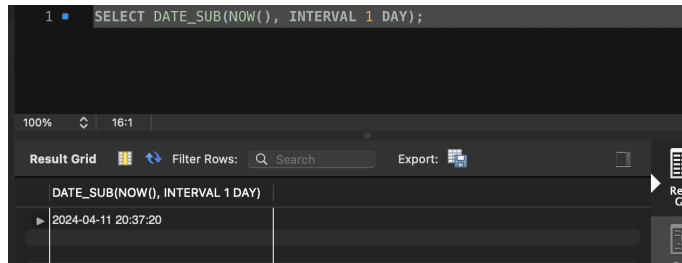 1 SELECT DATE_SUB(NOW(), INTERVAL 1 DAY);
100% 16:1
Result Grid Filter Rows: Search Export:
DATE_SUB(NOW(), INTERVAL 1 DAY)
2024-04-11 20:37:20